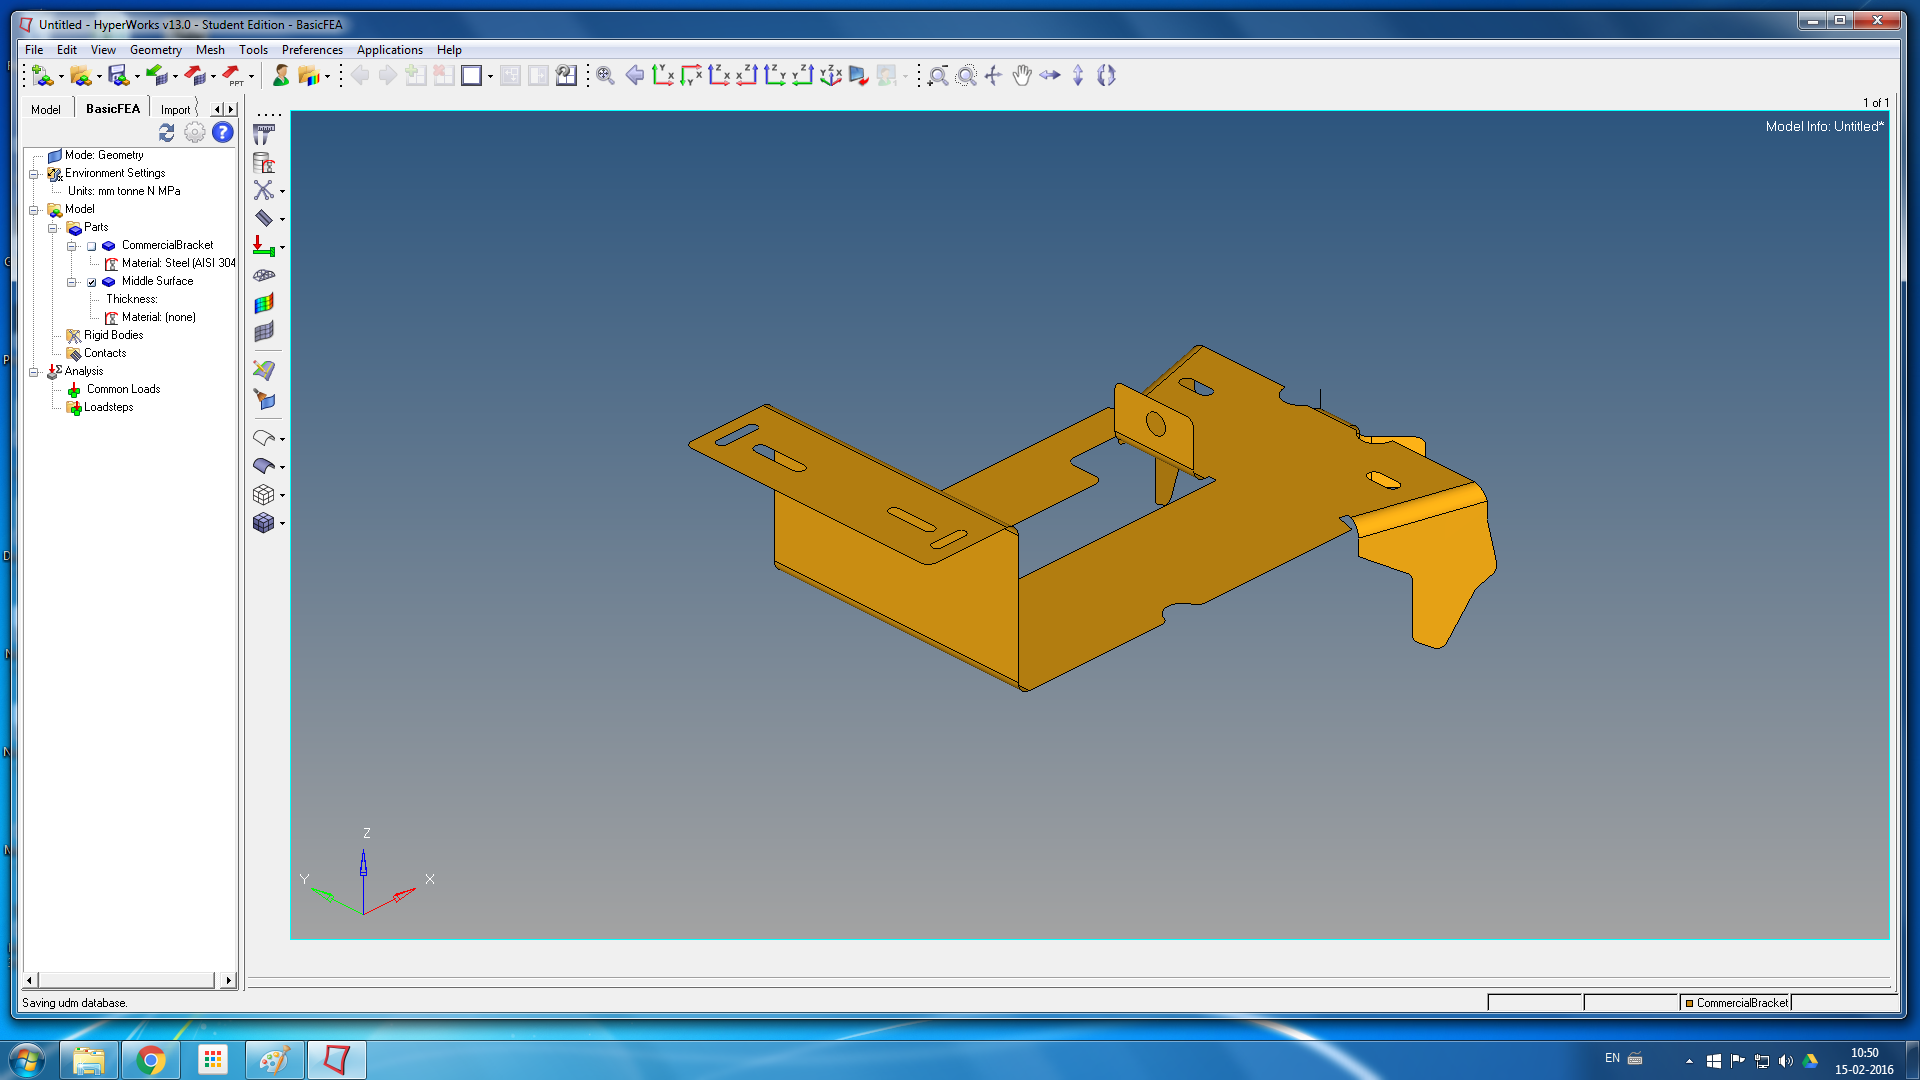 Untitled - HyperWorks v13.0 - Student Edition - BasicFEA
File Edit View Geometry Mesh Tools Preferences Applications Help
PPT
Model BasicFEA Import
1 of 1
Model Info: Untitled*
Mode: Geometry
Environment Settings
Units: mm tonne N MPa
Model
Parts
CommercialBracket
Material: Steel (AISI 304
Middle Surface
Thickness:
Material: (none)
Rigid Bodies
Contacts
Analysis
Common Loads
Loadsteps
Z
Y X
Saving udm database.
CommercialBracket
EN
10:50
15-02-2016